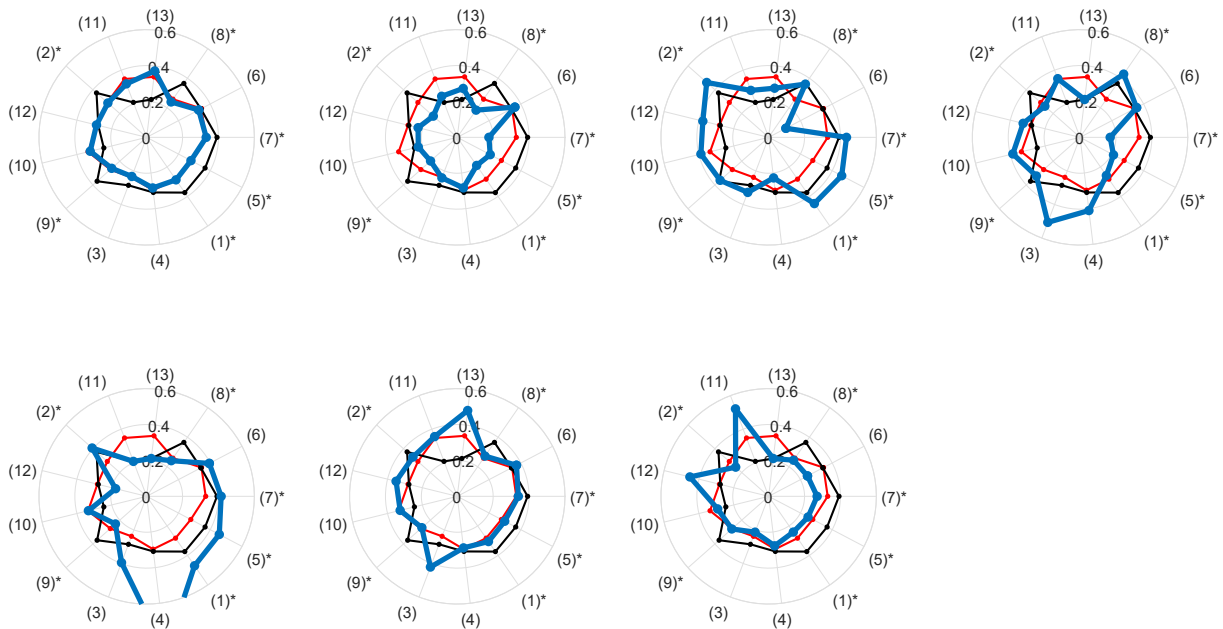 (13) (13) (13) (13)
(11) (8)* (11) (8)* (11) (8)* (11) (8)*
0.6 0.6 0.6 0.6
(2)* (6) (2)* (6) (2)* (6) (2)* (6)
0.4 0.4 0.4 0.4
0.2 0.2 0.2 0.2
(12) (12) (12) (12)
0 (7)* 0 (7)* 0 (7)* 0 (7)*
(10) (10) (10) (10)
(5)* (5)* (5)* (5)*
(9)* (9)* (9)* (9)*
(1)* (1)* (1)* (1)*
(3) (3) (3) (3)
(4) (4) (4) (4)
(13) (13) (13)
(11) (8)* (11) (8)* (11) (8)*
0.6 0.6 0.6
(2)* (6) (2)* (6) (2)* (6)
0.4 0.4 0.4
0.2 0.2 0.2
(12) (12) (12)
0 (7)* 0 (7)* 0 (7)*
(10) (10) (10)
(5)* (5)* (5)*
(9)* (9)* (9)*
(1)* (1)* (1)*
(3) (3) (3)
(4) (4) (4)